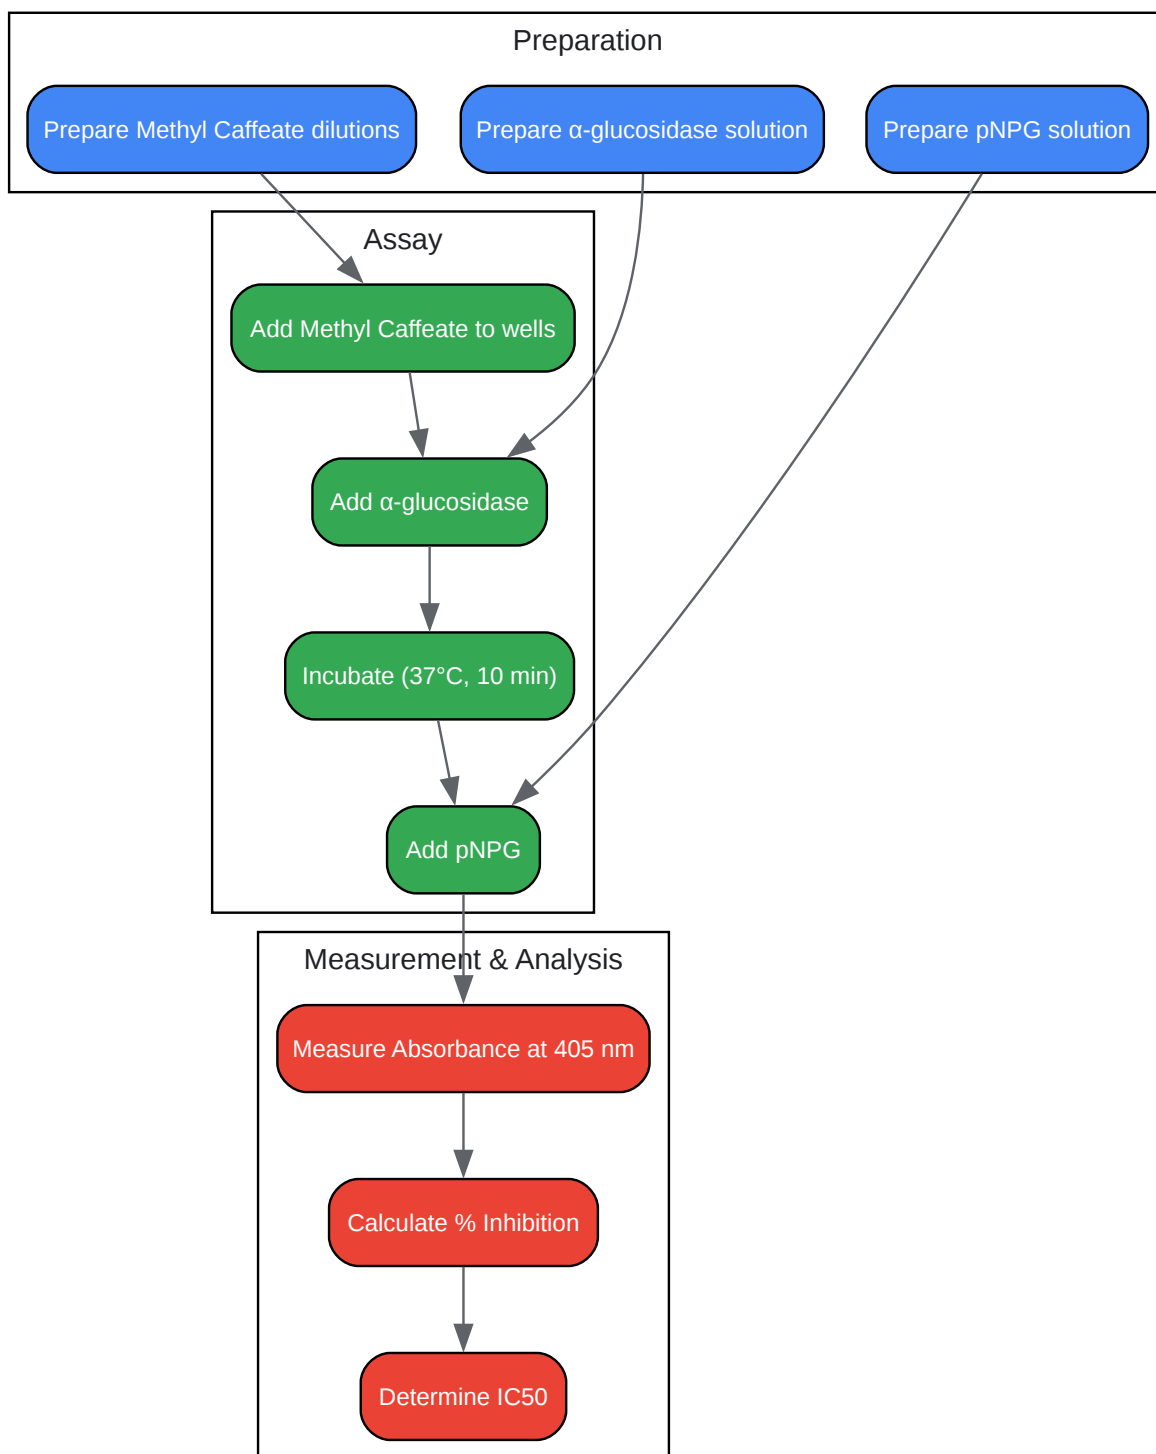 Preparation
Prepare Methyl Caffeate dilutions
Prepare α-glucosidase solution
Prepare pNPG solution
Assay
Add Methyl Caffeate to wells
Add α-glucosidase
Incubate (37°C, 10 min)
Add pNPG
Measurement & Analysis
Measure Absorbance at 405 nm
Calculate % Inhibition
Determine IC50